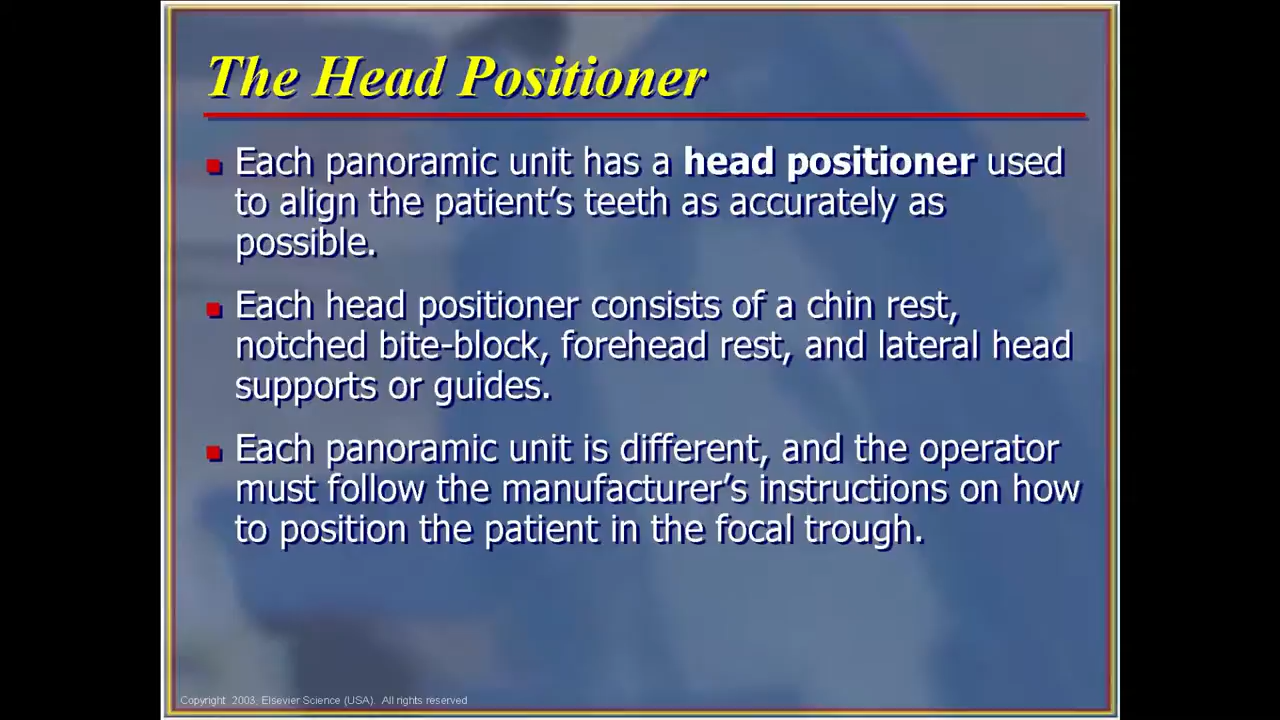 The Head Positioner
Each panoramic unit has a head positioner used
to align the patient's teeth as accurately as
possible.
Each head positioner consists of a chin rest,
notched bite-block, forehead rest, and lateral head
supports or guides.
Each panoramic unit is different, and the operator
must follow the manufacturer's instructions on how
to position the patient in the focal trough.
Copyright 2003, Elsevier Science (USA). All rights reserved